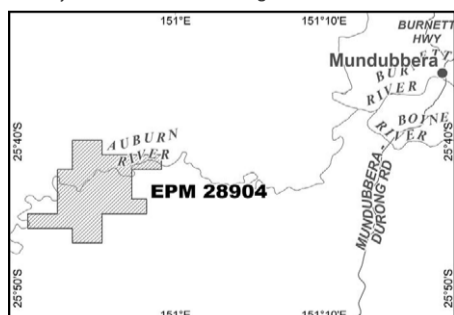 151°E
151°10'E
BURNETT
HWY
Mundubbera
BURNETT
RIVER
BOYNE
RIVER
25°40'S
25°40'S
AUBURN
RIVER
EPM 28904
MUNDUBBERA -
DURONG RD
25°50'S
25°50'S
151°E
151°10'E